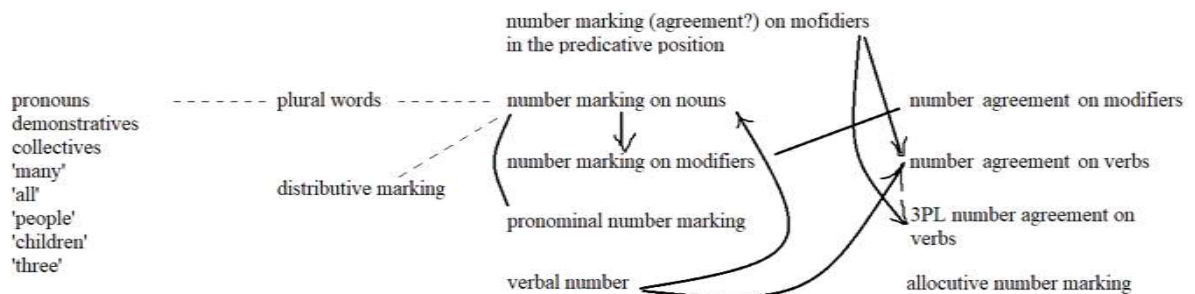 number marking (agreement?) on mofidiers
in the predicative position
pronouns
demonstratives
collectives
'many'
'all'
'people'
'children'
'three'
plural words
distributive marking
number marking on nouns
number marking on modifiers
pronominal number marking
verbal number
number agreement on modifiers
number agreement on verbs
3PL number agreement on
verbs
allocutive number marking